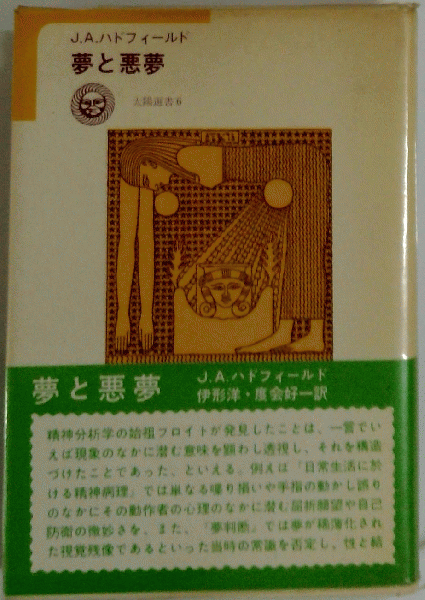 J.A.ハドフィールド
夢と悪夢
太陽選書6
夢と悪夢
J.A.ハドフィールド
伊形洋・度会好一訳
精神分析学の始祖フロイトが発見したことは、一言でい
えば現象のなかに潜む意味を顕わし透視し、それを構造
づけたことであった、といえる。例えば「日常生活に於
ける精神病理」では単なる喋り損いや手指の動かし誤り
のなかにその動作者の心理のなかに潜む屈折願望や自己
防衛の微妙さを、また、「夢判断」では夢が稀薄化され
た視覚残像であるといった当時の常識を否定し、性と結